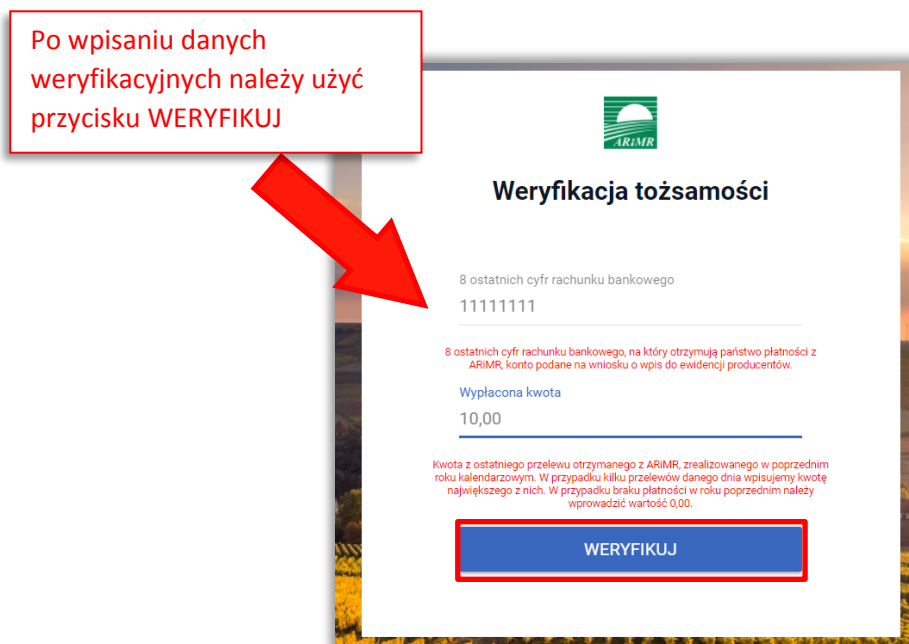 Po wpisaniu danych
weryfikacyjnych należy użyć
przycisku WERYFIKUJ
ARiMR
Weryfikacja tożsamości
8 ostatnich cyfr rachunku bankowego
11111111
8 ostatnich cyfr rachunku bankowego, na który otrzymują państwo płatności z
ARiMR, konto podane na wniosku o wpis do ewidencji producentów.
Wypłacona kwota
10,00
Kwota z ostatniego przelewu otrzymanego z ARiMR, zrealizowanego w poprzednim
roku kalendarzowym. W przypadku kilku przelewów danego dnia wpisujemy kwotę
największego z nich. W przypadku braku płatności w roku poprzednim należy
wprowadzić wartość 0,00.
WERYFIKUJ